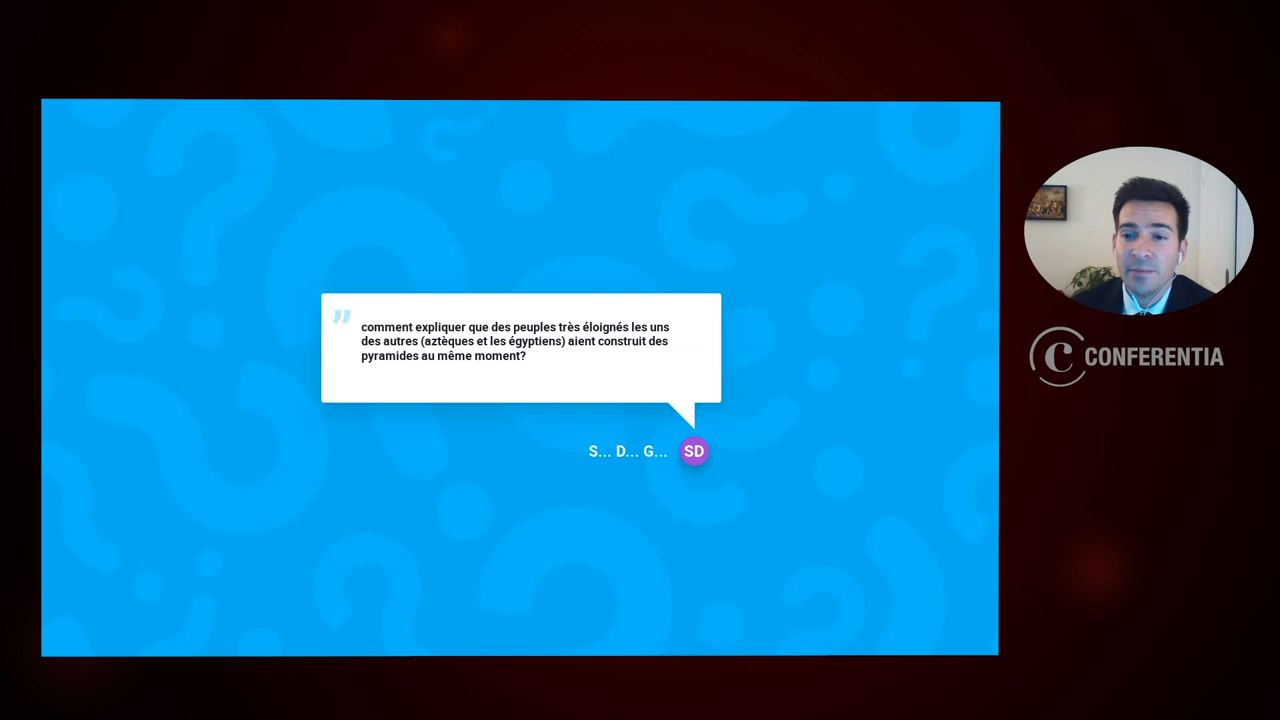 comment expliquer que des peuples très éloignés les uns
des autres (aztèques et les égyptiens) aient construit des
pyramides au même moment?
S... D... G... SD
C CONFERENTIA